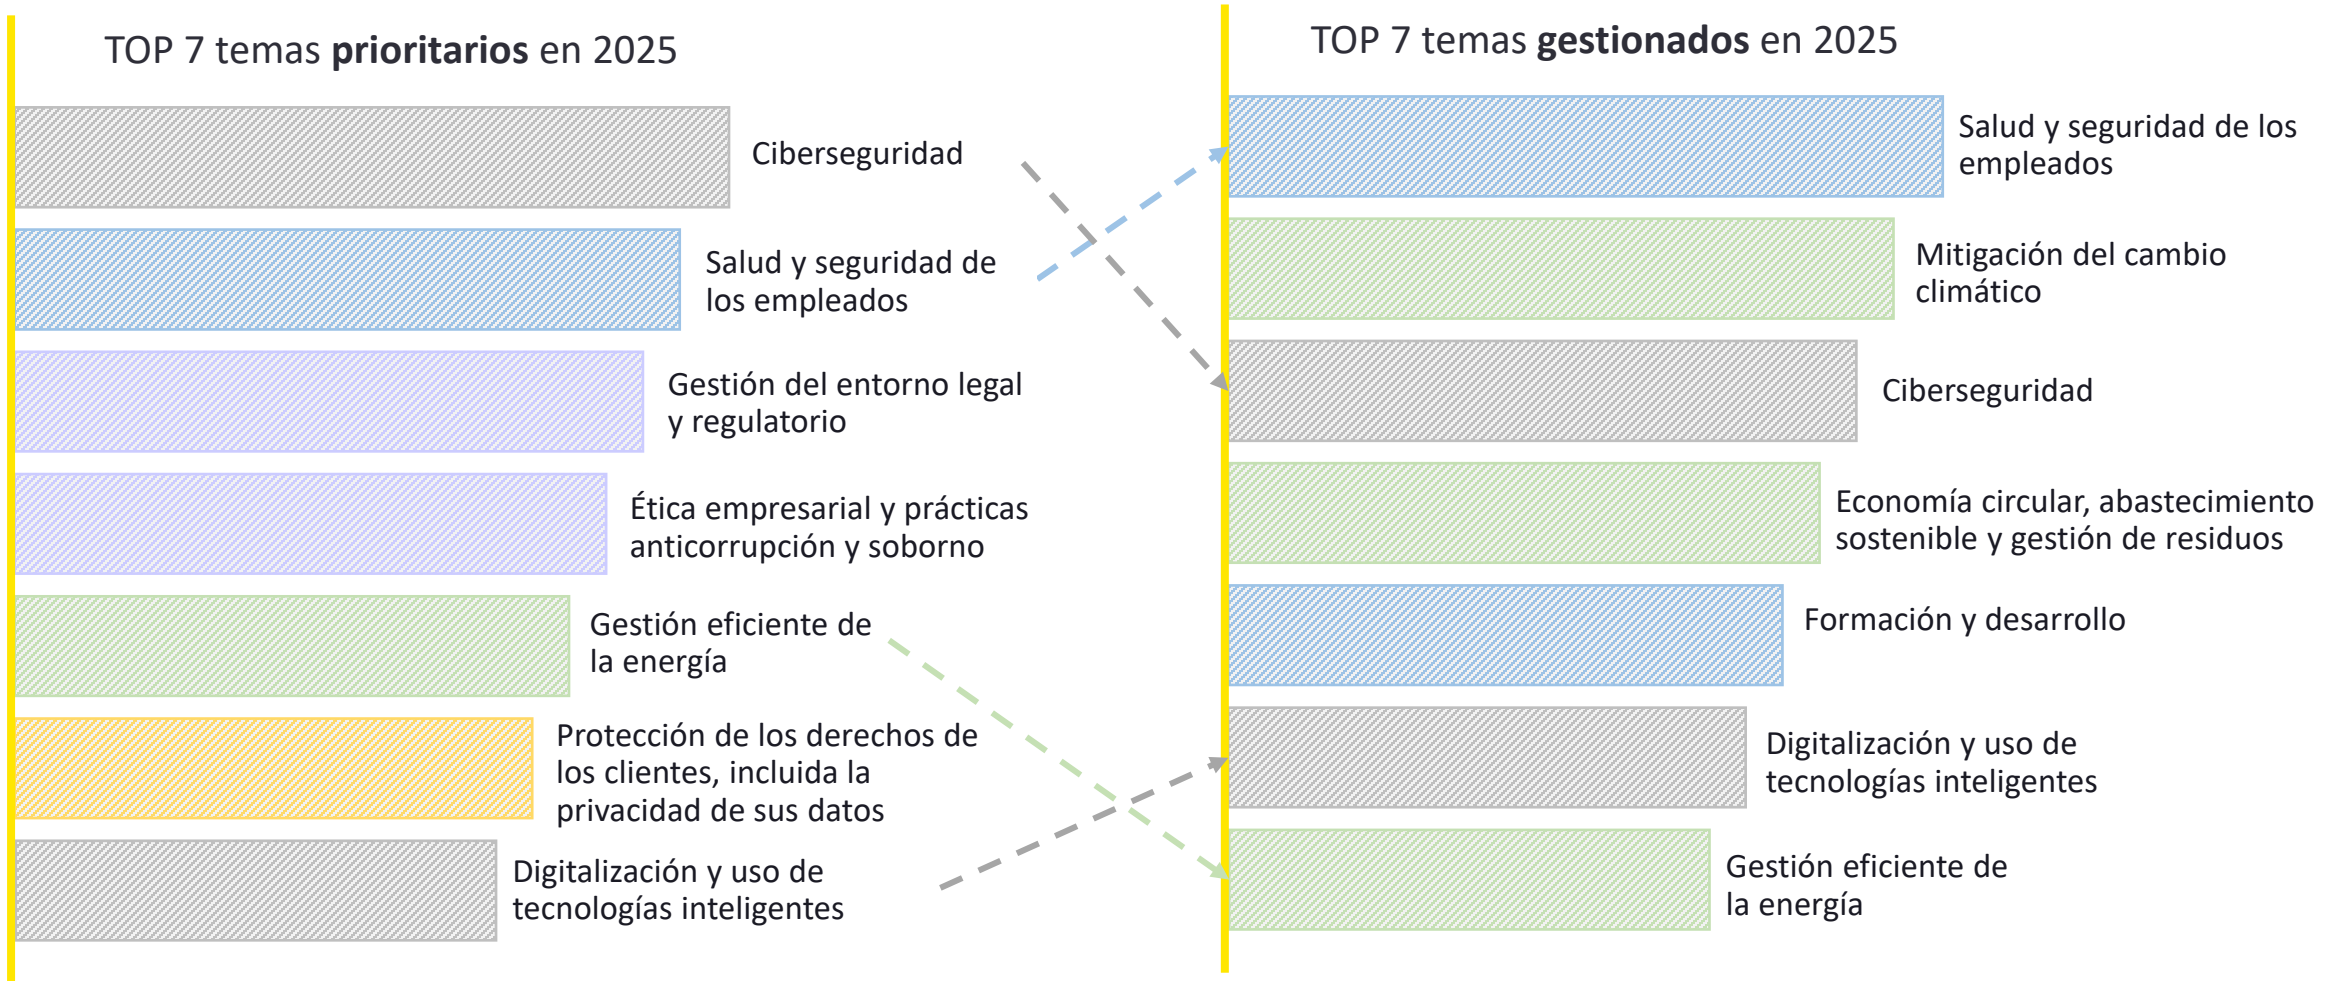 TOP 7 temas prioritarios en 2025
Ciberseguridad
Salud y seguridad de
los empleados
Gestión del entorno legal
y regulatorio
Ética empresarial y prácticas
anticorrupción y soborno
Gestión eficiente de
la energía
Protección de los derechos de
los clientes, incluida la
privacidad de sus datos
Digitalización y uso de
tecnologías inteligentes
TOP 7 temas gestionados en 2025
Salud y seguridad de los
empleados
Mitigación del cambio
climático
Ciberseguridad
Economía circular, abastecimiento
sostenible y gestión de residuos
Formación y desarrollo
Digitalización y uso de
tecnologías inteligentes
Gestión eficiente de
la energía